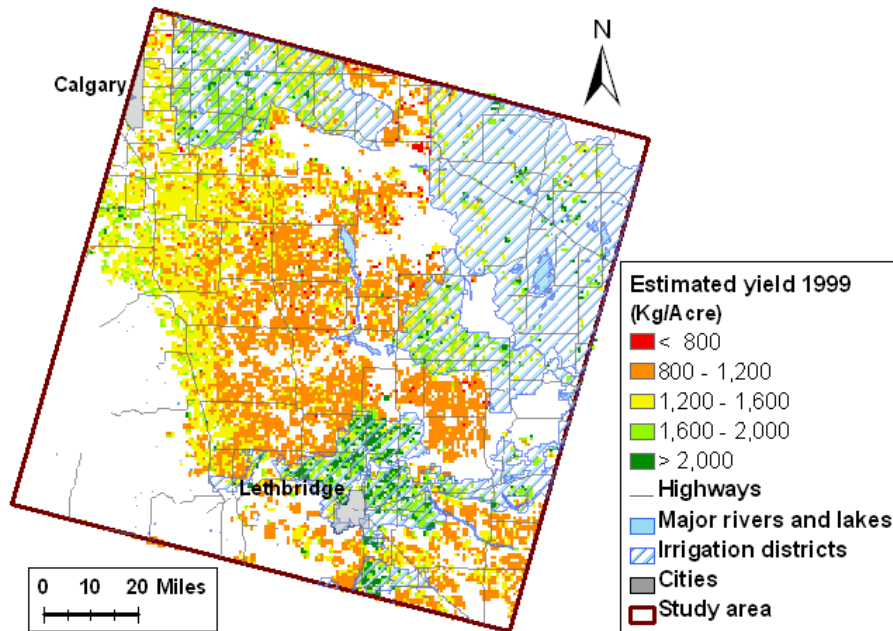 N
Calgary
Lethbridge
Estimated yield 1999
(Kg/Acre)
< 800
800 - 1,200
1,200 - 1,600
1,600 - 2,000
> 2,000
Highways
Major rivers and lakes
Irrigation districts
Cities
Study area
0 10 20 Miles